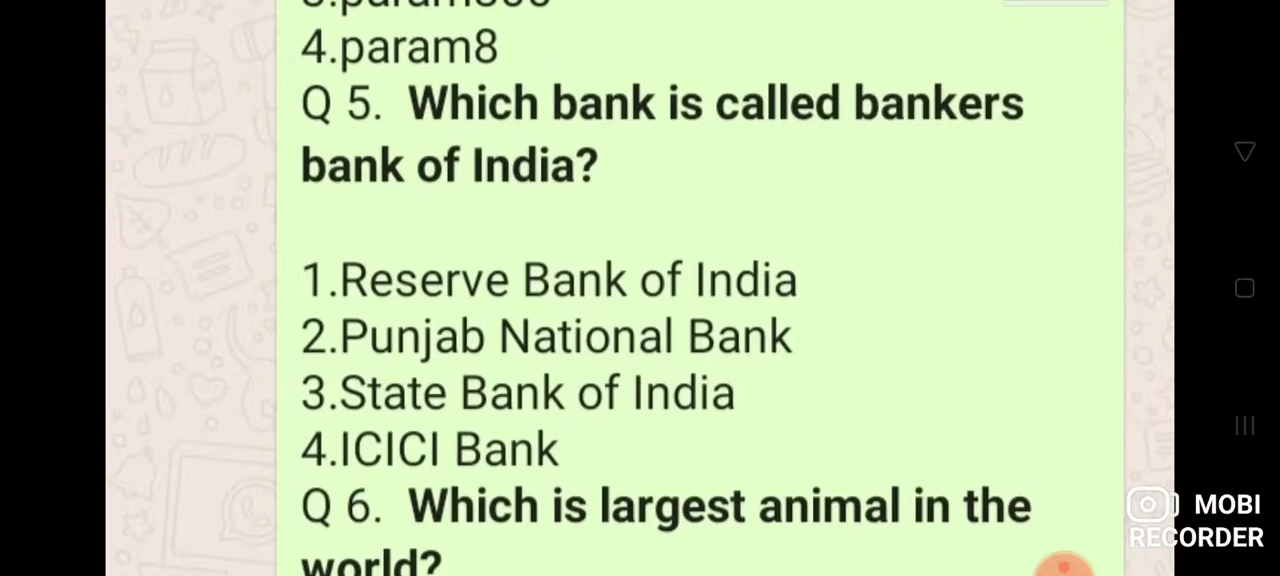 4.param8
Q 5. Which bank is called bankers
bank of India?
1.Reserve Bank of India
2.Punjab National Bank
3.State Bank of India
4.ICICI Bank
Q 6. Which is largest animal in the
world?
MOBI
RECORDER